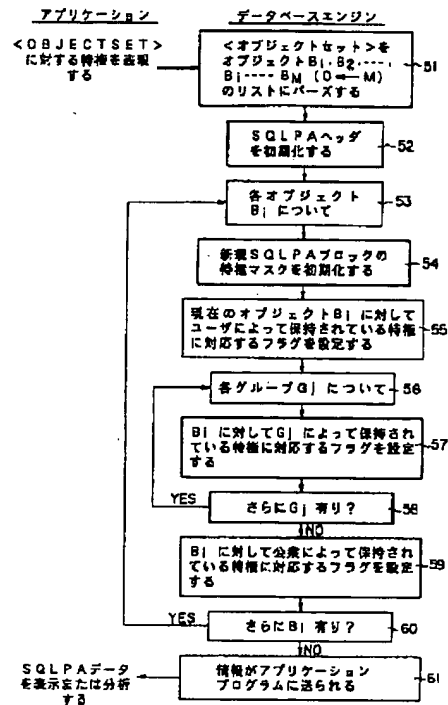 アプリケーション
データベースエンジン
<OBJECTSET>
に対する特権を表現
する
<オブジェクトセット>を
オブジェクトB1, B2, ----,
Bi---- BM (0←M)
のリストにパーズする
51
SQLPAヘッダ
を初期化する
52
各オブジェクト
Bi について
53
新規SQLPAブロックの
特権マスクを初期化する
54
現在のオブジェクトBiに対して
ユーザによって保持されている特権
に対応するフラグを設定する
55
各グループGjについて
56
Biに対してGjによって保持され
ている特権に対応するフラグを設定
する
57
YES
さらにGj有り?
58
NO
Biに対して公衆によって保持され
ている特権に対応するフラグを設定
する
59
YES
さらにBi有り?
60
NO
SQLPAデータ
を表示または分析
する
情報がアプリケーション
プログラムに送られる
61